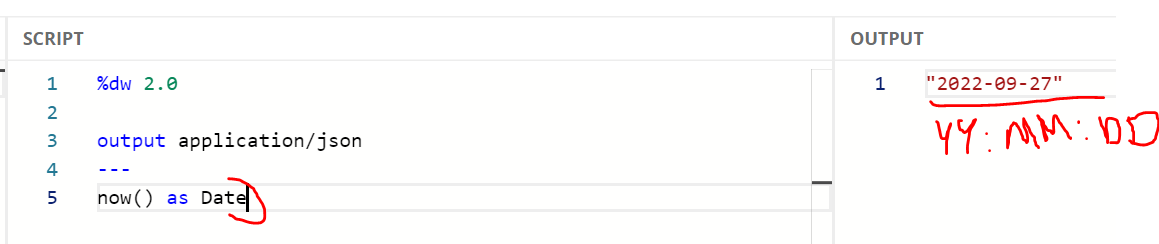 SCRIPT
1 %dw 2.0
2
3 output application/json
4 ---
5 now() as Date
OUTPUT
1 "2022-09-27"
YY:MM:DD